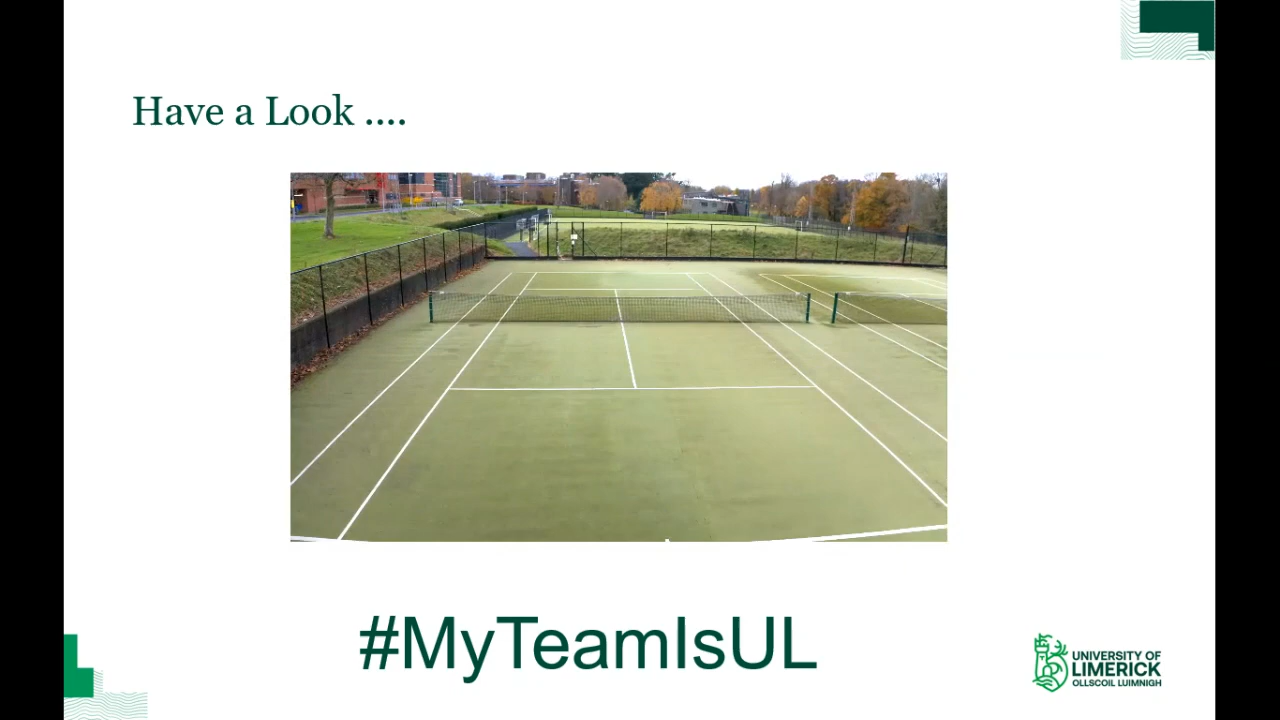 Have a Look ....
#MyTeamIsUL
UNIVERSITY OF
LIMERICK
OLLSCOIL LUIMNIGH